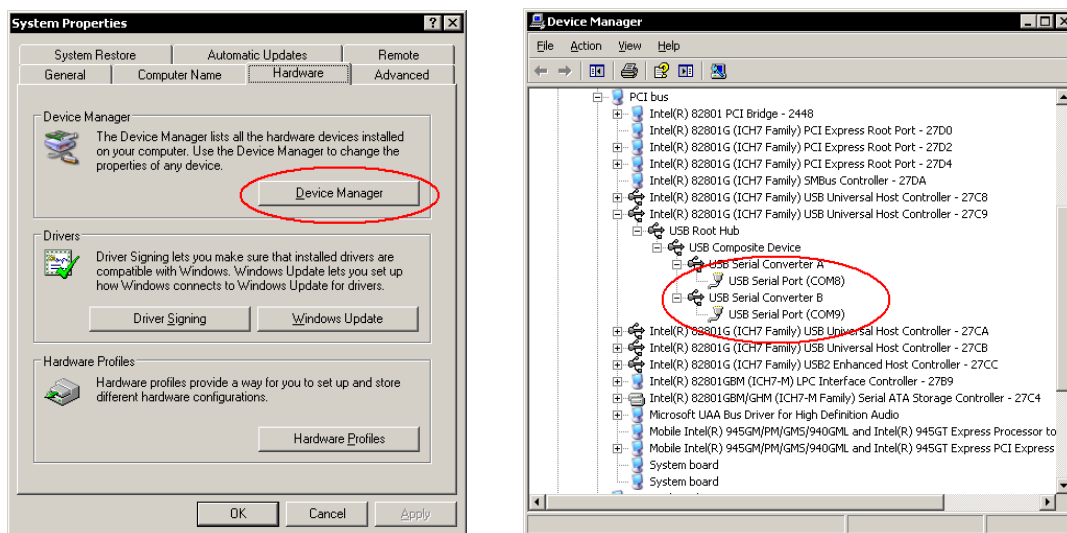 System Properties
System Restore
Automatic Updates
Remote
General
Computer Name
Hardware
Advanced
Device Manager
The Device Manager lists all the hardware devices installed
on your computer. Use the Device Manager to change the
properties of any device.
Device Manager
Drivers
Driver Signing lets you make sure that installed drivers are
compatible with Windows. Windows Update lets you set up
how Windows connects to Windows Update for drivers.
Driver Signing
Windows Update
Hardware Profiles
Hardware profiles provide a way for you to set up and store
different hardware configurations.
Hardware Profiles
OK
Cancel
Apply
Device Manager
File Action View Help
PCI bus
Intel(R) 82801 PCI Bridge - 2448
Intel(R) 82801G (ICH7 Family) PCI Express Root Port - 27D0
Intel(R) 82801G (ICH7 Family) PCI Express Root Port - 27D2
Intel(R) 82801G (ICH7 Family) PCI Express Root Port - 27D4
Intel(R) 82801G (ICH7 Family) SMBus Controller - 27DA
Intel(R) 82801G (ICH7 Family) USB Universal Host Controller - 27C8
Intel(R) 82801G (ICH7 Family) USB Universal Host Controller - 27C9
USB Root Hub
USB Composite Device
USB Serial Converter A
USB Serial Port (COM8)
USB Serial Converter B
USB Serial Port (COM9)
Intel(R) 82801G (ICH7 Family) USB Universal Host Controller - 27CA
Intel(R) 82801G (ICH7 Family) USB Universal Host Controller - 27CB
Intel(R) 82801G (ICH7 Family) USB2 Enhanced Host Controller - 27CC
Intel(R) 82801GBM (ICH7-M) LPC Interface Controller - 27B9
Intel(R) 82801GBM/GHM (ICH7-M Family) Serial ATA Storage Controller - 27C4
Microsoft UAA Bus Driver for High Definition Audio
Mobile Intel(R) 945GM/PM/GMS/940GML and Intel(R) 945GT Express Processor to
Mobile Intel(R) 945GM/PM/GMS/940GML and Intel(R) 945GT Express PCI Express
System board
System board